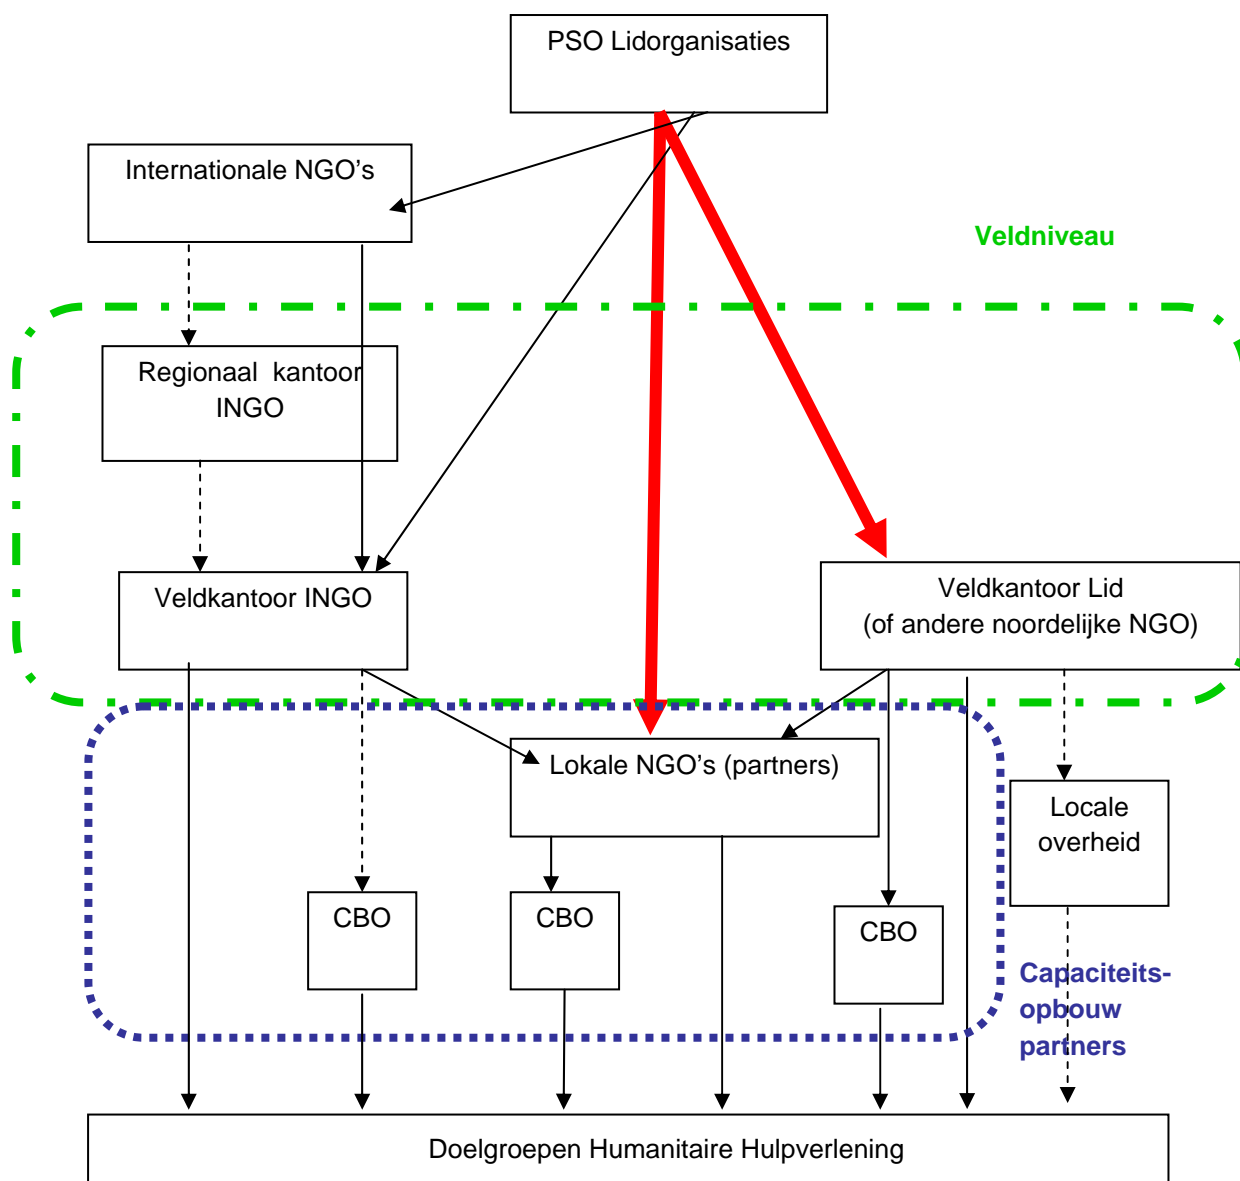 PSO Lidorganisaties
Internationale NGO’s
Veldniveau
Regionaal kantoor
INGO
Veldkantoor INGO
Veldkantoor Lid
(of andere noordelijke NGO)
Lokale NGO’s (partners)
Locale
overheid
CBO
CBO
CBO
Capaciteits-
opbouw
partners
Doelgroepen Humanitaire Hulpverlening